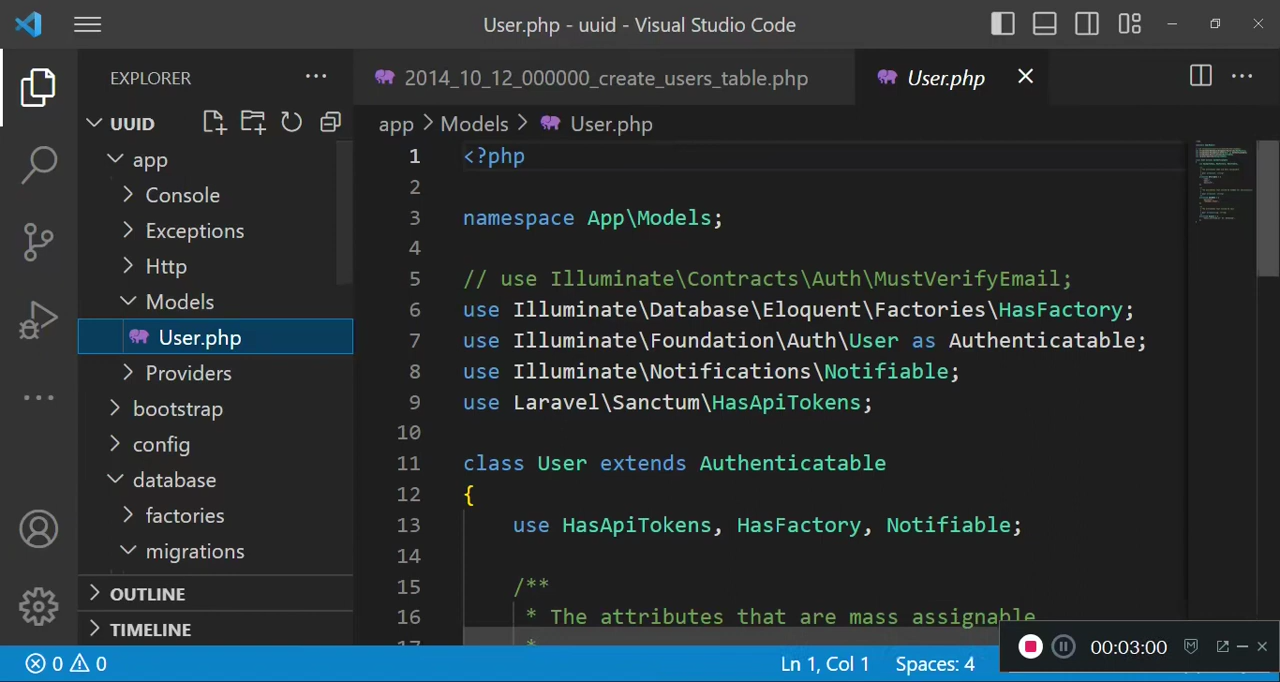 User.php - uuid - Visual Studio Code
EXPLORER
UUID
app
Console
Exceptions
Http
Models
User.php
Providers
bootstrap
config
database
factories
migrations
OUTLINE
TIMELINE
2014_10_12_000000_create_users_table.php
User.php
app > Models > User.php
1 <?php
2
3 namespace App\Models;
4
5 // use Illuminate\Contracts\Auth\MustVerifyEmail;
6 use Illuminate\Database\Eloquent\Factories\HasFactory;
7 use Illuminate\Foundation\Auth\User as Authenticatable;
8 use Illuminate\Notifications\Notifiable;
9 use Laravel\Sanctum\HasApiTokens;
10
11 class User extends Authenticatable
12 {
13 use HasApiTokens, HasFactory, Notifiable;
14
15 /**
16 * The attributes that are mass assignable
17 *
0 0
Ln 1, Col 1 Spaces: 4
00:03:00